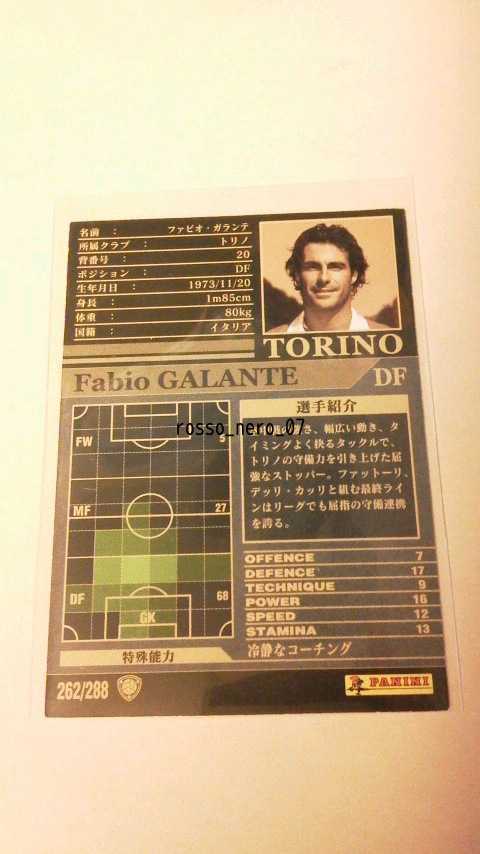 名前 : ファビオ・ガランテ
所属クラブ : トリノ
背番号 : 20
ポジション : DF
生年月日 : 1973/11/20
身長 : 1m85cm
体重 : 80kg
国籍 : イタリア
TORINO
Fabio GALANTE
DF
選手紹介
rosso_nero_07
さ、幅広い動き、タ
イミングよく抉るタックルで、
トリノの守備力を引き上げた屈
強なストッパー。ファットーリ、
デッリ・カッリと組む最終ライ
ンはリーグでも屈指の守備連携
を誇る。
FW 5
MF 27
DF 68
GK
OFFENCE 7
DEFENCE 17
TECHNIQUE 9
POWER 16
SPEED 12
STAMINA 13
特殊能力
冷静なコーチング
262/288
PANINI